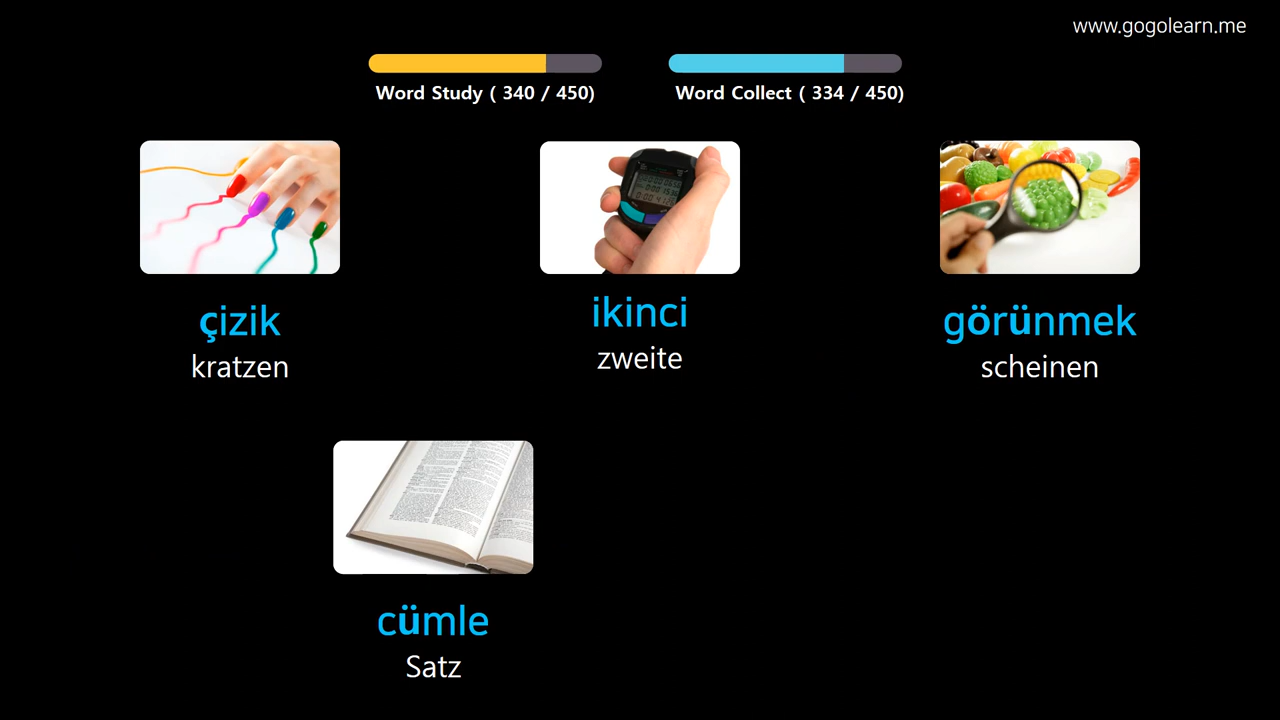 www.gogolearn.me
Word Study ( 340 / 450)
Word Collect ( 334 / 450)
çizik
kratzen
ikinci
zweite
görünmek
scheinen
cümle
Satz